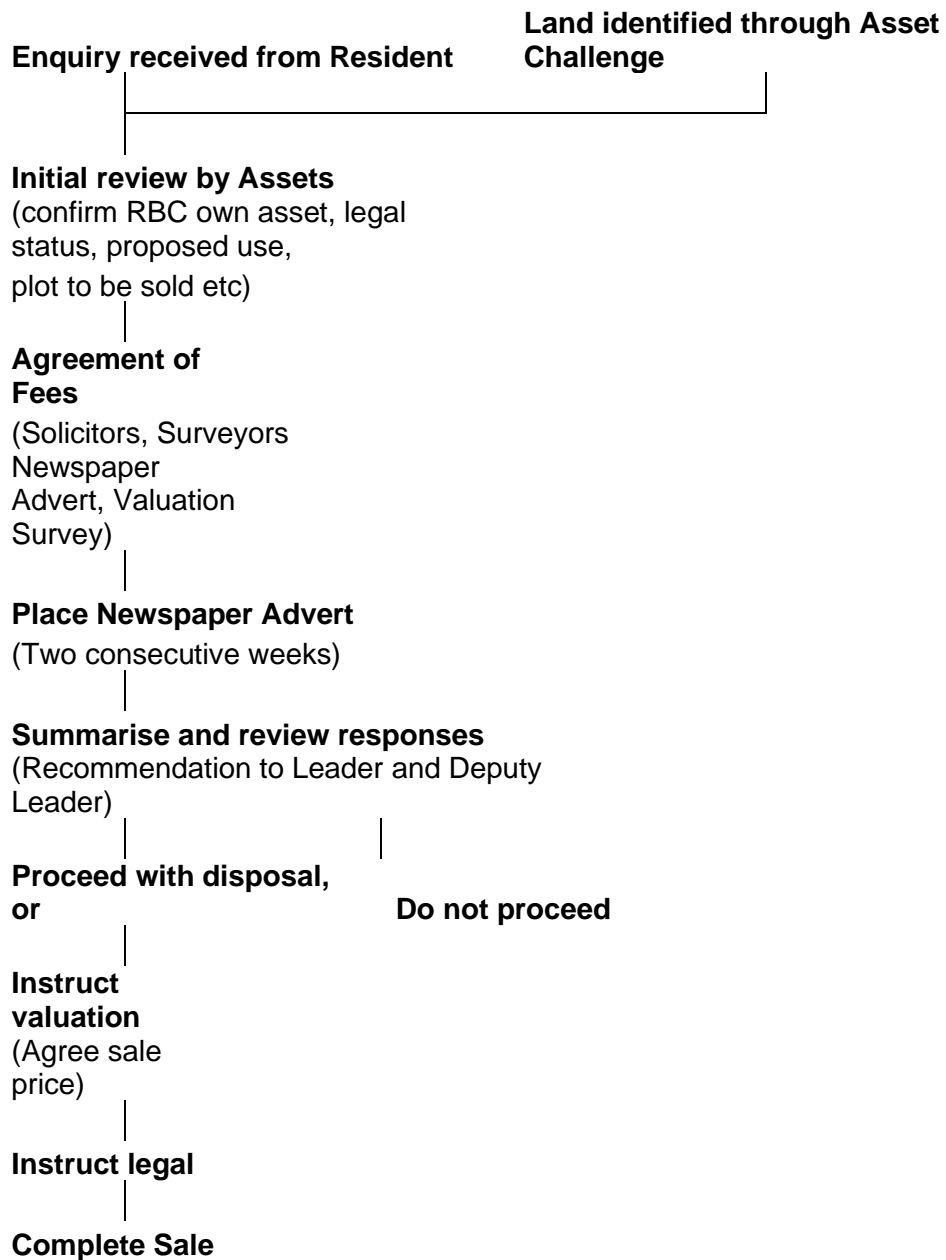 Land identified through Asset
Enquiry received from Resident Challenge
Initial review by Assets
(confirm RBC own asset, legal
status, proposed use,
plot to be sold etc)
Agreement of
Fees
(Solicitors, Surveyors
Newspaper
Advert, Valuation
Survey)
Place Newspaper Advert
(Two consecutive weeks)
Summarise and review responses
(Recommendation to Leader and Deputy
Leader)
Proceed with disposal,
or Do not proceed
Instruct
valuation
(Agree sale
price)
Instruct legal
Complete Sale